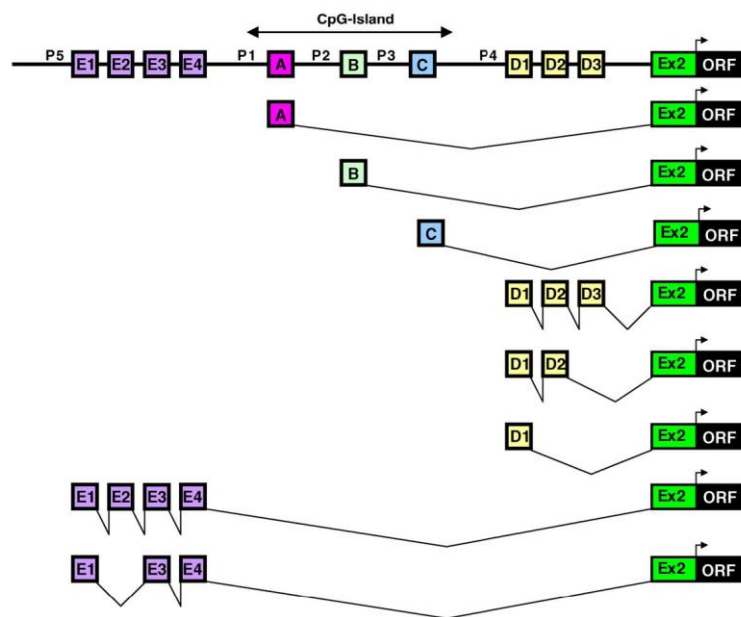 CpG-Island
P5 E1 E2 E3 E4 P1 A P2 B P3 C P4 D1 D2 D3 Ex2 ORF
A Ex2 ORF
B Ex2 ORF
C Ex2 ORF
D1 D2 D3 Ex2 ORF
D1 D2 Ex2 ORF
D1 Ex2 ORF
E1 E2 E3 E4 Ex2 ORF
E1 E3 E4 Ex2 ORF